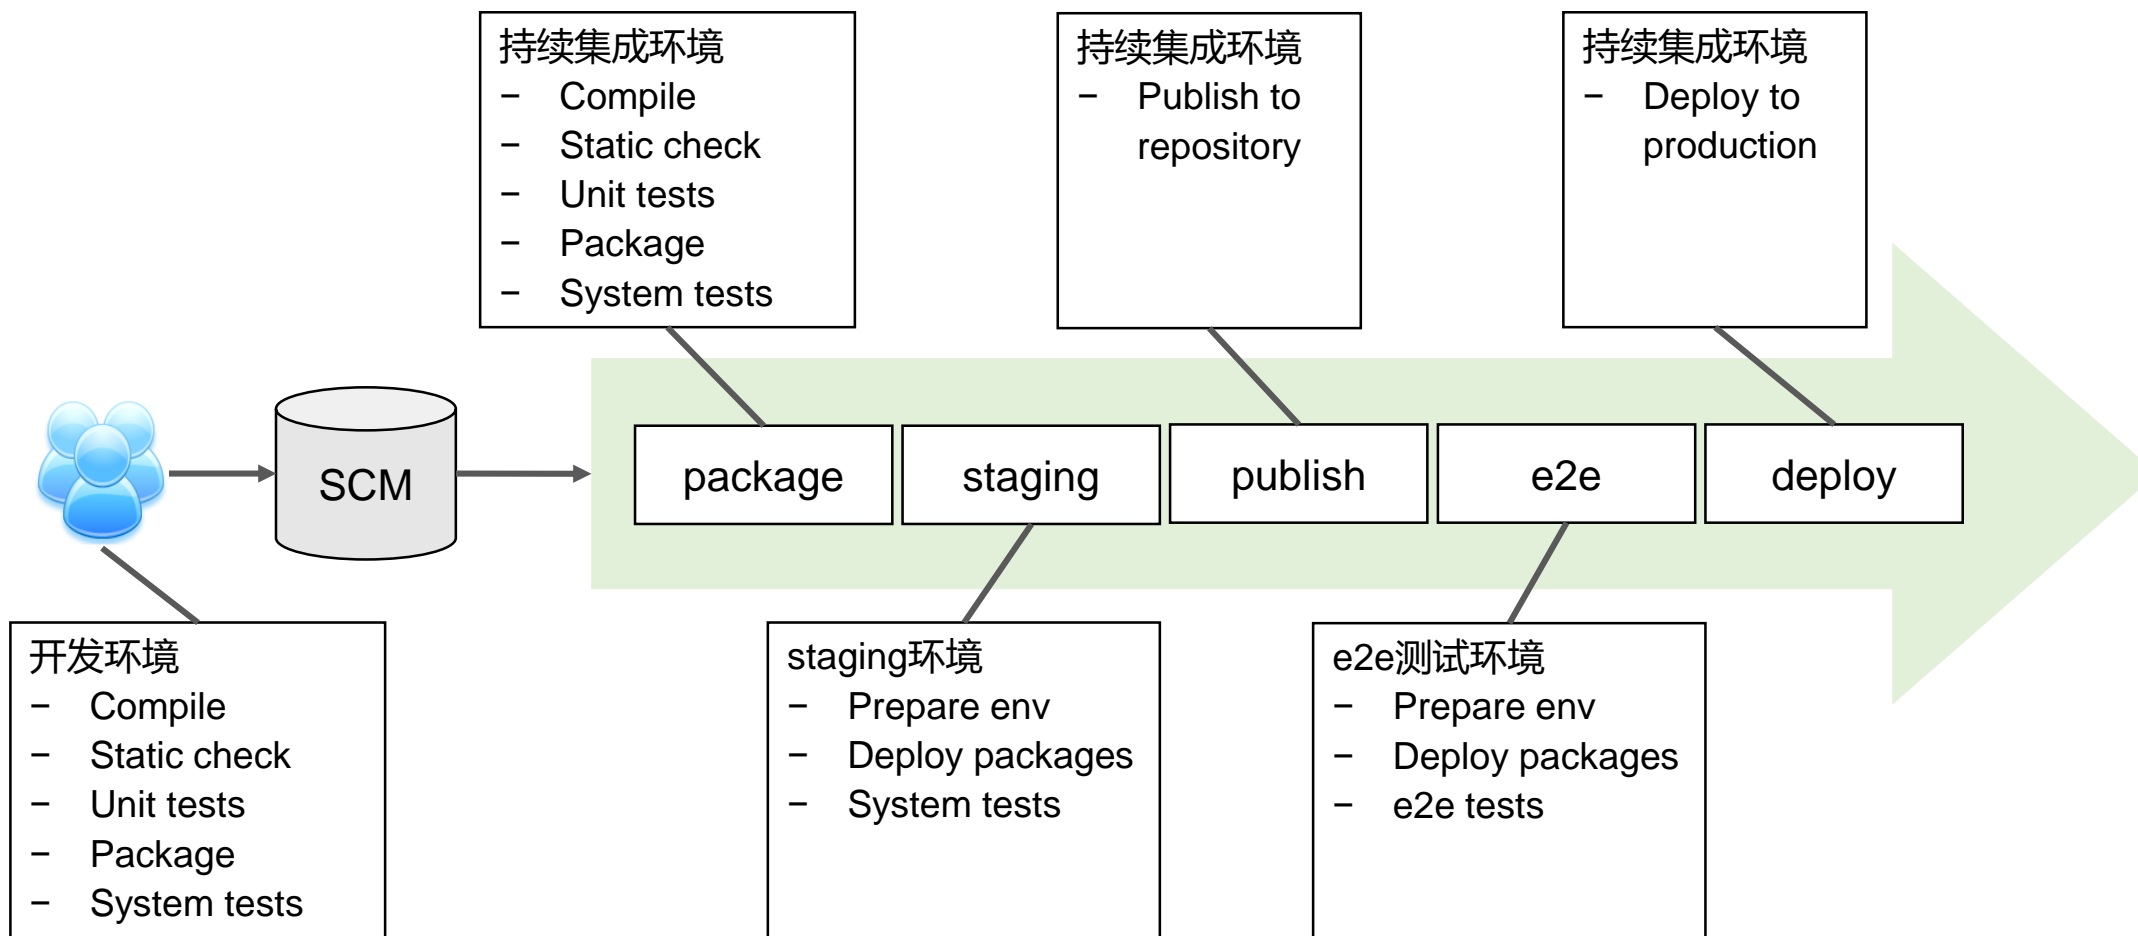 持续集成环境
− Compile
− Static check
− Unit tests
− Package
− System tests
持续集成环境
− Publish to
repository
持续集成环境
− Deploy to
production
SCM
package
staging
publish
e2e
deploy
开发环境
− Compile
− Static check
− Unit tests
− Package
− System tests
staging环境
− Prepare env
− Deploy packages
− System tests
e2e测试环境
− Prepare env
− Deploy packages
− e2e tests